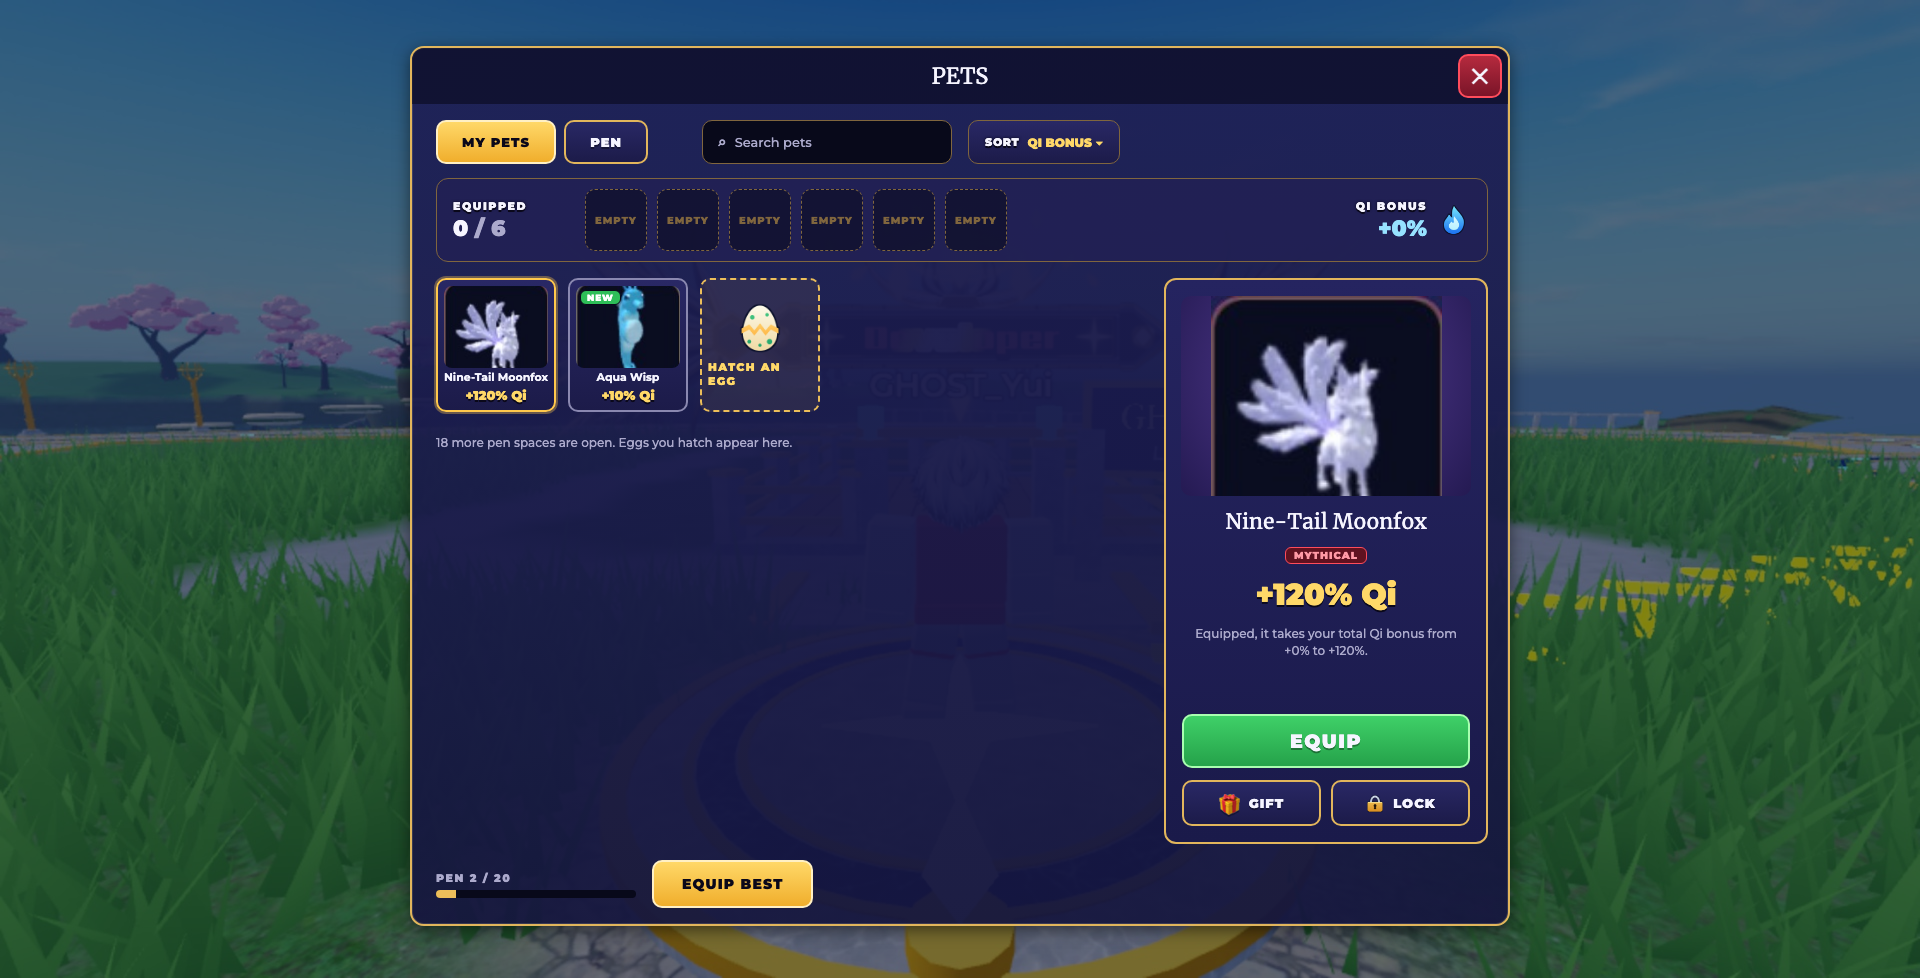 PETS
MY PETS
PEN
Search pets
SORT QI BONUS
EQUIPPED
0 / 6
EMPTY
EMPTY
EMPTY
EMPTY
EMPTY
EMPTY
QI BONUS
+0%
Nine-Tail Moonfox
+120% Qi
NEW
Aqua Wisp
+10% Qi
HATCH AN
EGG
GHOST_Yui
GH
18 more pen spaces are open. Eggs you hatch appear here.
Nine-Tail Moonfox
MYTHICAL
+120% Qi
Equipped, it takes your total Qi bonus from
+0% to +120%.
EQUIP
GIFT
LOCK
PEN 2 / 20
EQUIP BEST